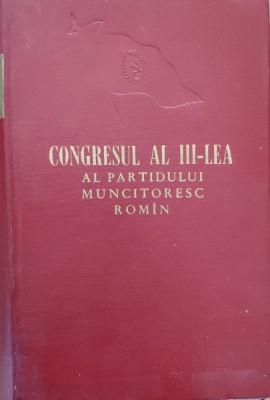 CONGRESUL AL III-LEA
AL PARTIDULUI
MUNCITORESC
ROMÎN